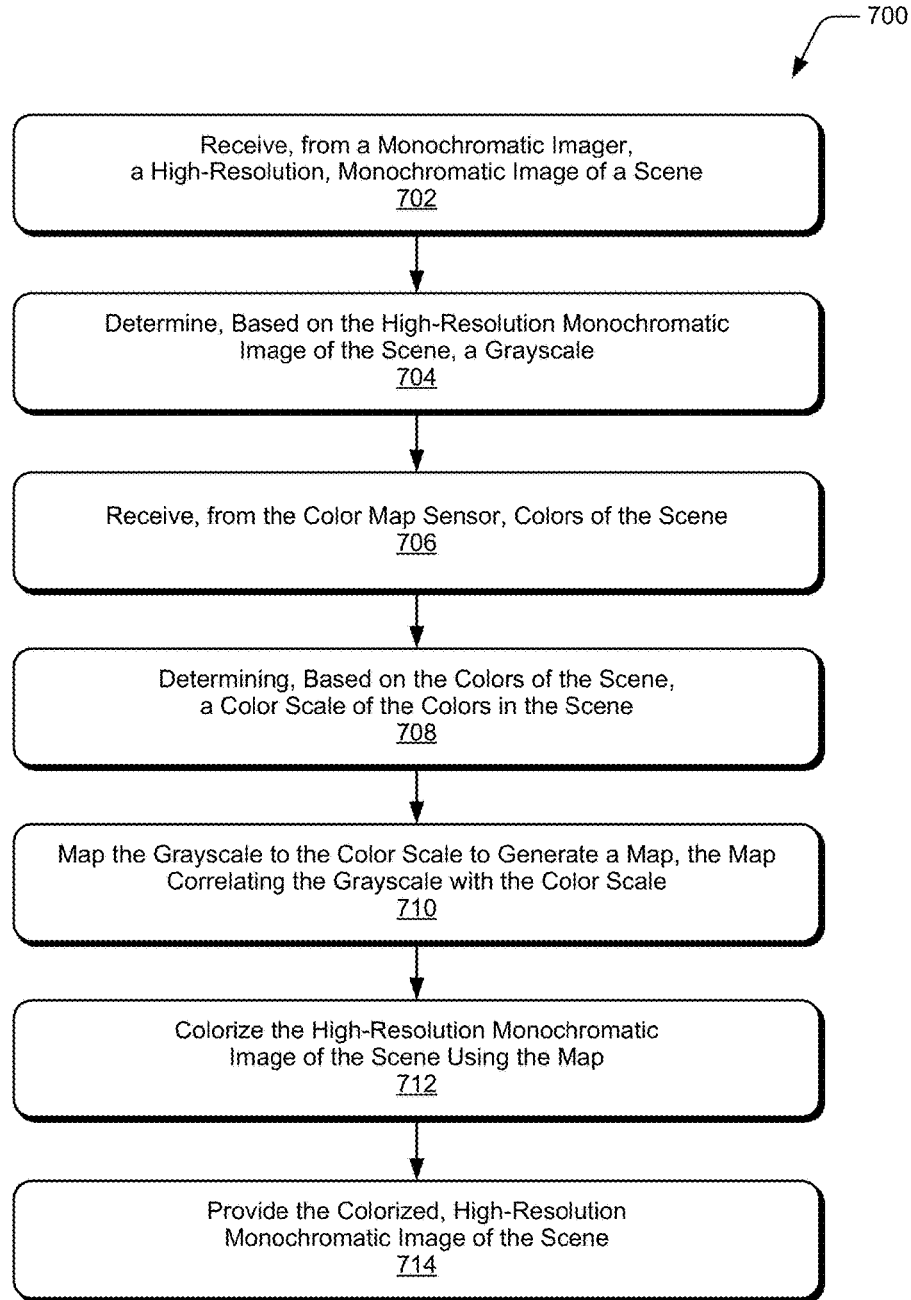 700
Receive, from a Monochromatic Imager,
a High-Resolution, Monochromatic Image of a Scene
702
Determine, Based on the High-Resolution Monochromatic
Image of the Scene, a Grayscale
704
Receive, from the Color Map Sensor, Colors of the Scene
706
Determining, Based on the Colors of the Scene,
a Color Scale of the Colors in the Scene
708
Map the Grayscale to the Color Scale to Generate a Map, the Map
Correlating the Grayscale with the Color Scale
710
Colorize the High-Resolution Monochromatic
Image of the Scene Using the Map
712
Provide the Colorized, High-Resolution
Monochromatic Image of the Scene
714